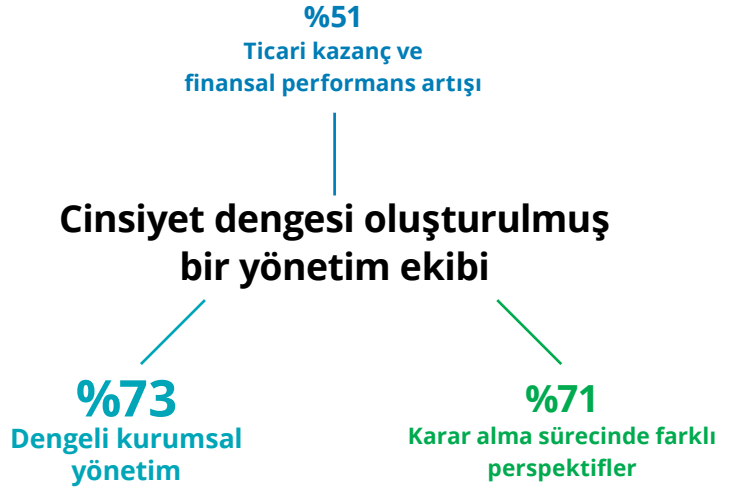 %51
Ticari kazanç ve
finansal performans artışı
Cinsiyet dengesi oluşturulmuş
bir yönetim ekibi
%73
Dengeli kurumsal
yönetim
%71
Karar alma sürecinde farklı
perspektifler